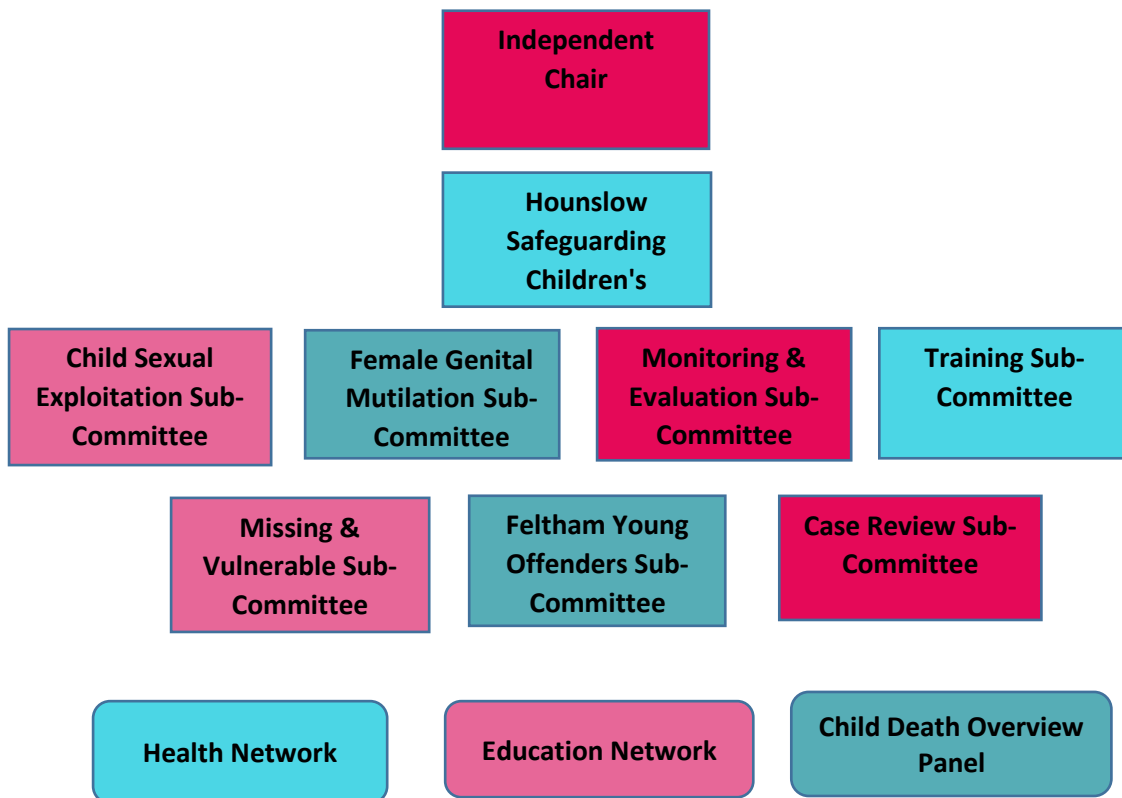 Independent
Chair
Hounslow
Safeguarding
Children's
Child Sexual
Exploitation Sub-
Committee
Female Genital
Mutilation Sub-
Committee
Monitoring &
Evaluation Sub-
Committee
Training Sub-
Committee
Missing &
Vulnerable Sub-
Committee
Feltham Young
Offenders Sub-
Committee
Case Review Sub-
Committee
Health Network
Education Network
Child Death Overview
Panel